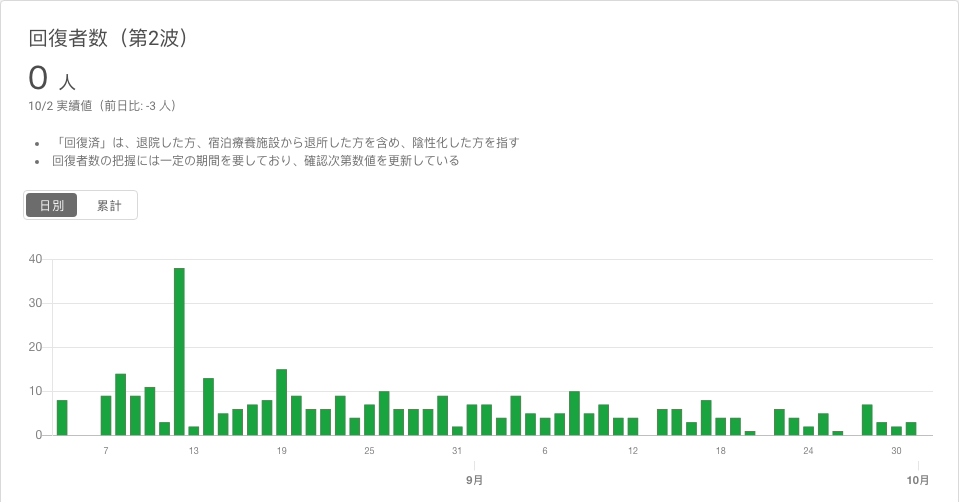 回復者数（第2波）
0 人
10/2 実績値（前日比: -3 人）
• 「回復済」は、退院した方、宿泊療養施設から退所した方を含め、陰性化した方を指す
• 回復者数の把握には一定の期間を要しており、確認次第数値を更新している
日別 累計
40
30
20
10
0
7 13 19 25 31 6 12 18 24 30
9月 10月